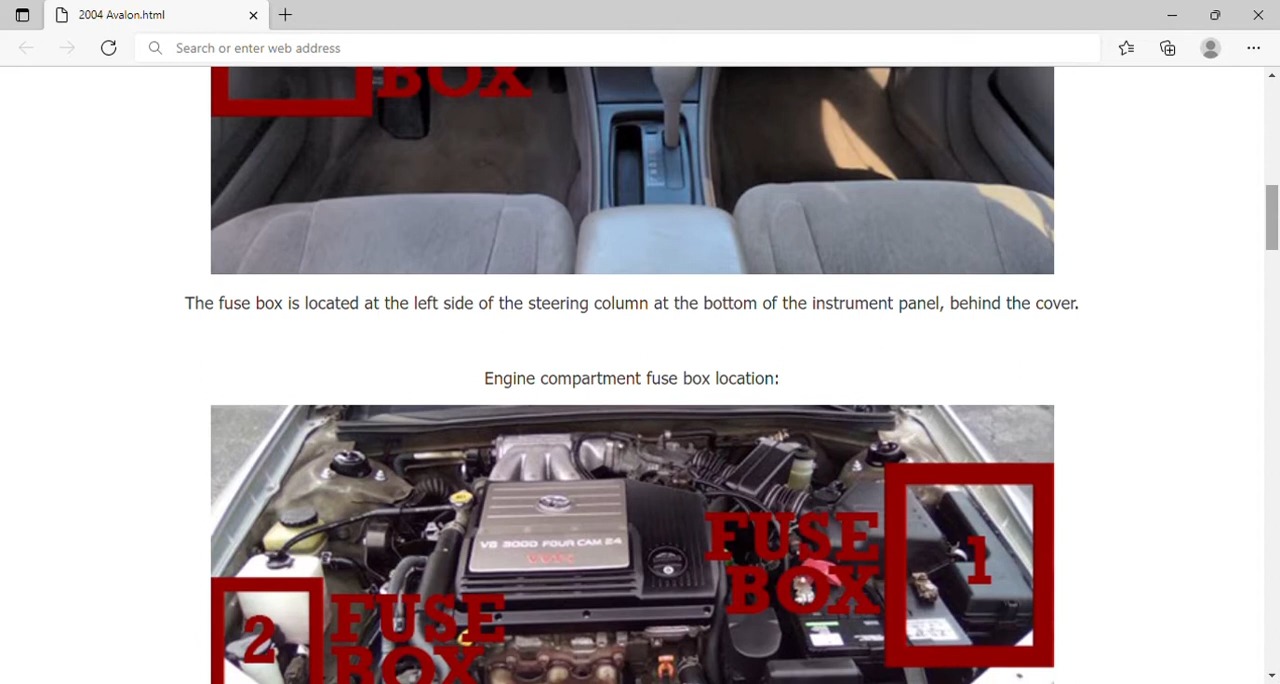 2004 Avalon.html
Search or enter web address
BOX
The fuse box is located at the left side of the steering column at the bottom of the instrument panel, behind the cover.
Engine compartment fuse box location:
V6 3000 FOUR CAM 24
FUSE
BOX
1
2
FUSE
BOX